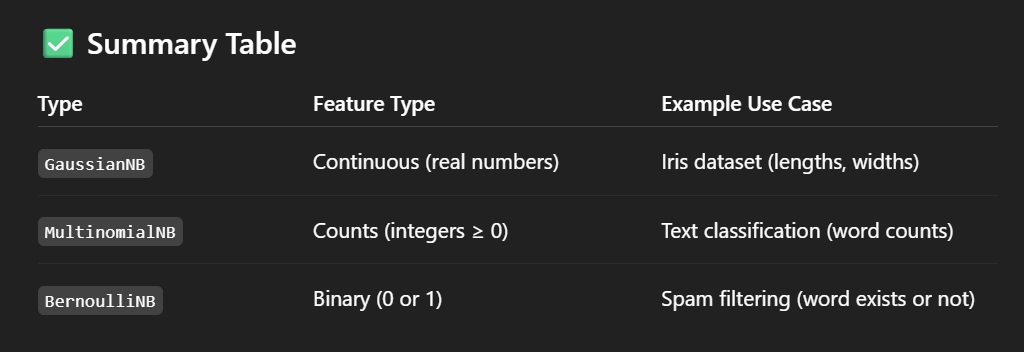 ✅ Summary Table
Type Feature Type Example Use Case
GaussianNB Continuous (real numbers) Iris dataset (lengths, widths)
MultinomialNB Counts (integers ≥ 0) Text classification (word counts)
BernoulliNB Binary (0 or 1) Spam filtering (word exists or not)